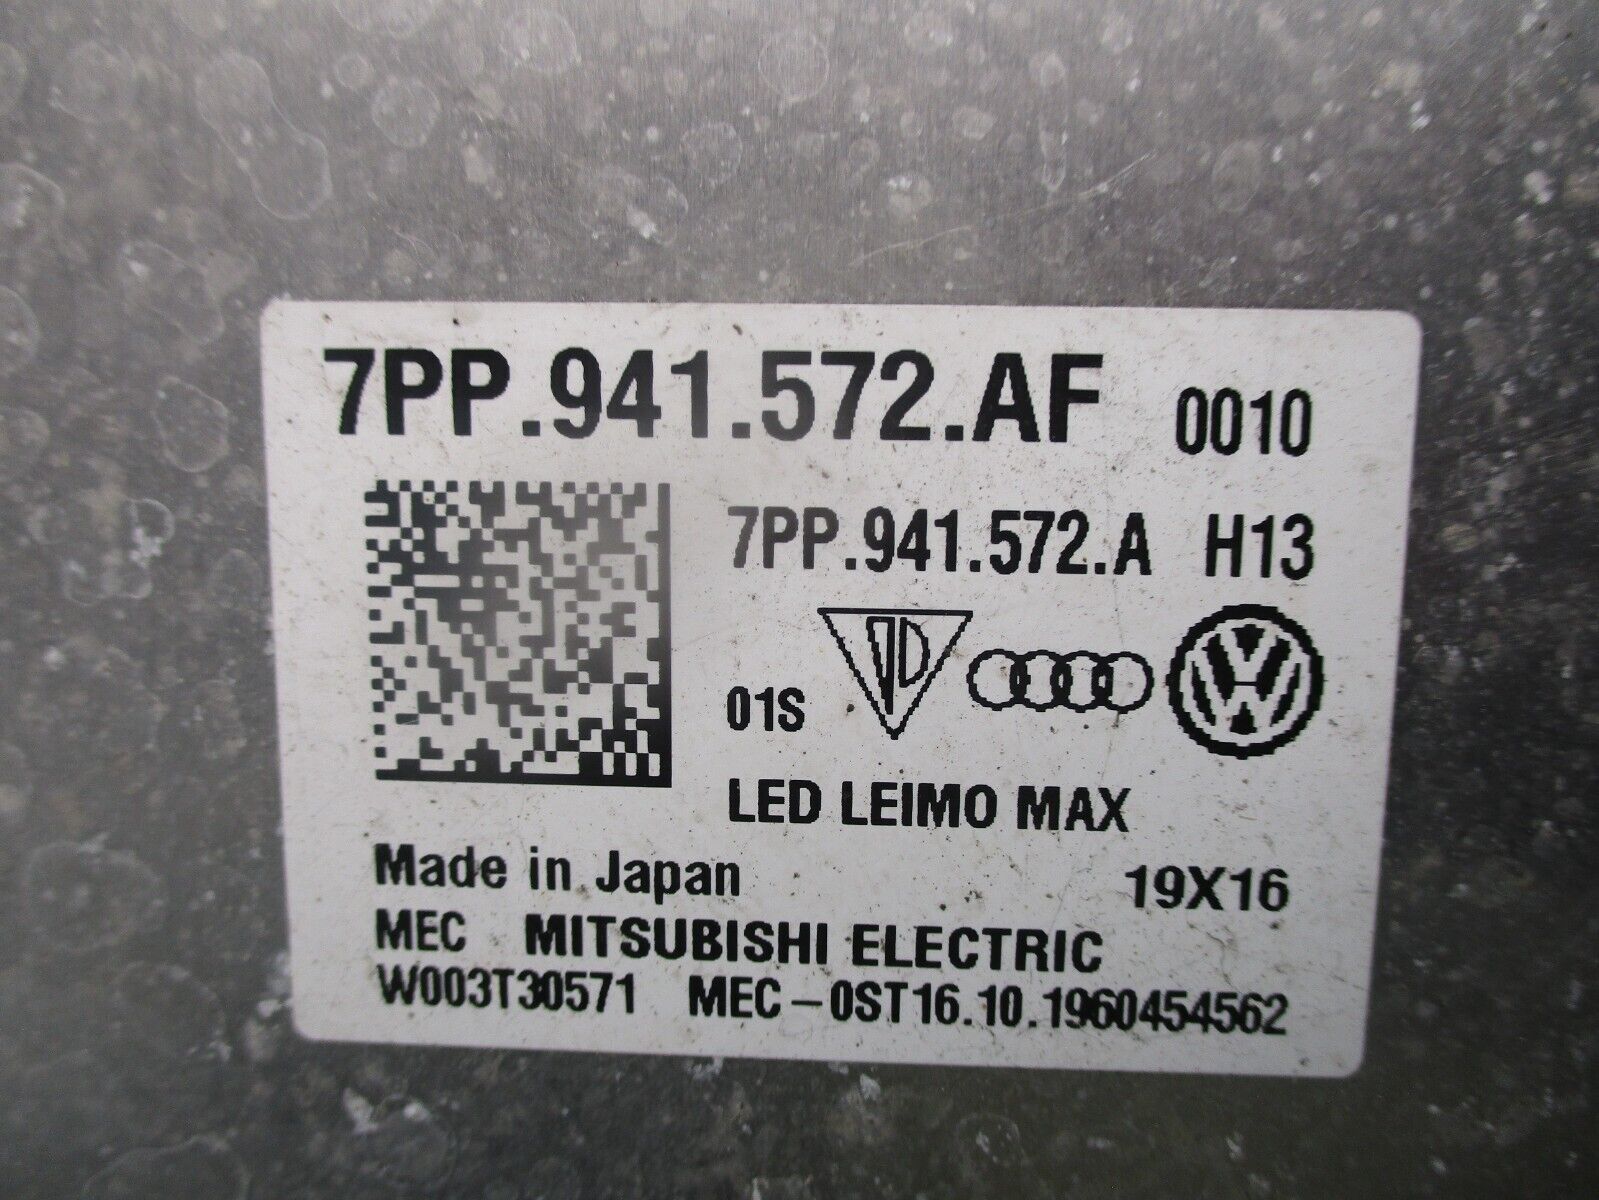 7PP.941.572.AF 0010
7PP.941.572.A H13
01S
LED LEIMO MAX
Made in Japan 19X16
MEC MITSUBISHI ELECTRIC
W003T30571 MEC-0ST16.10.1960454562